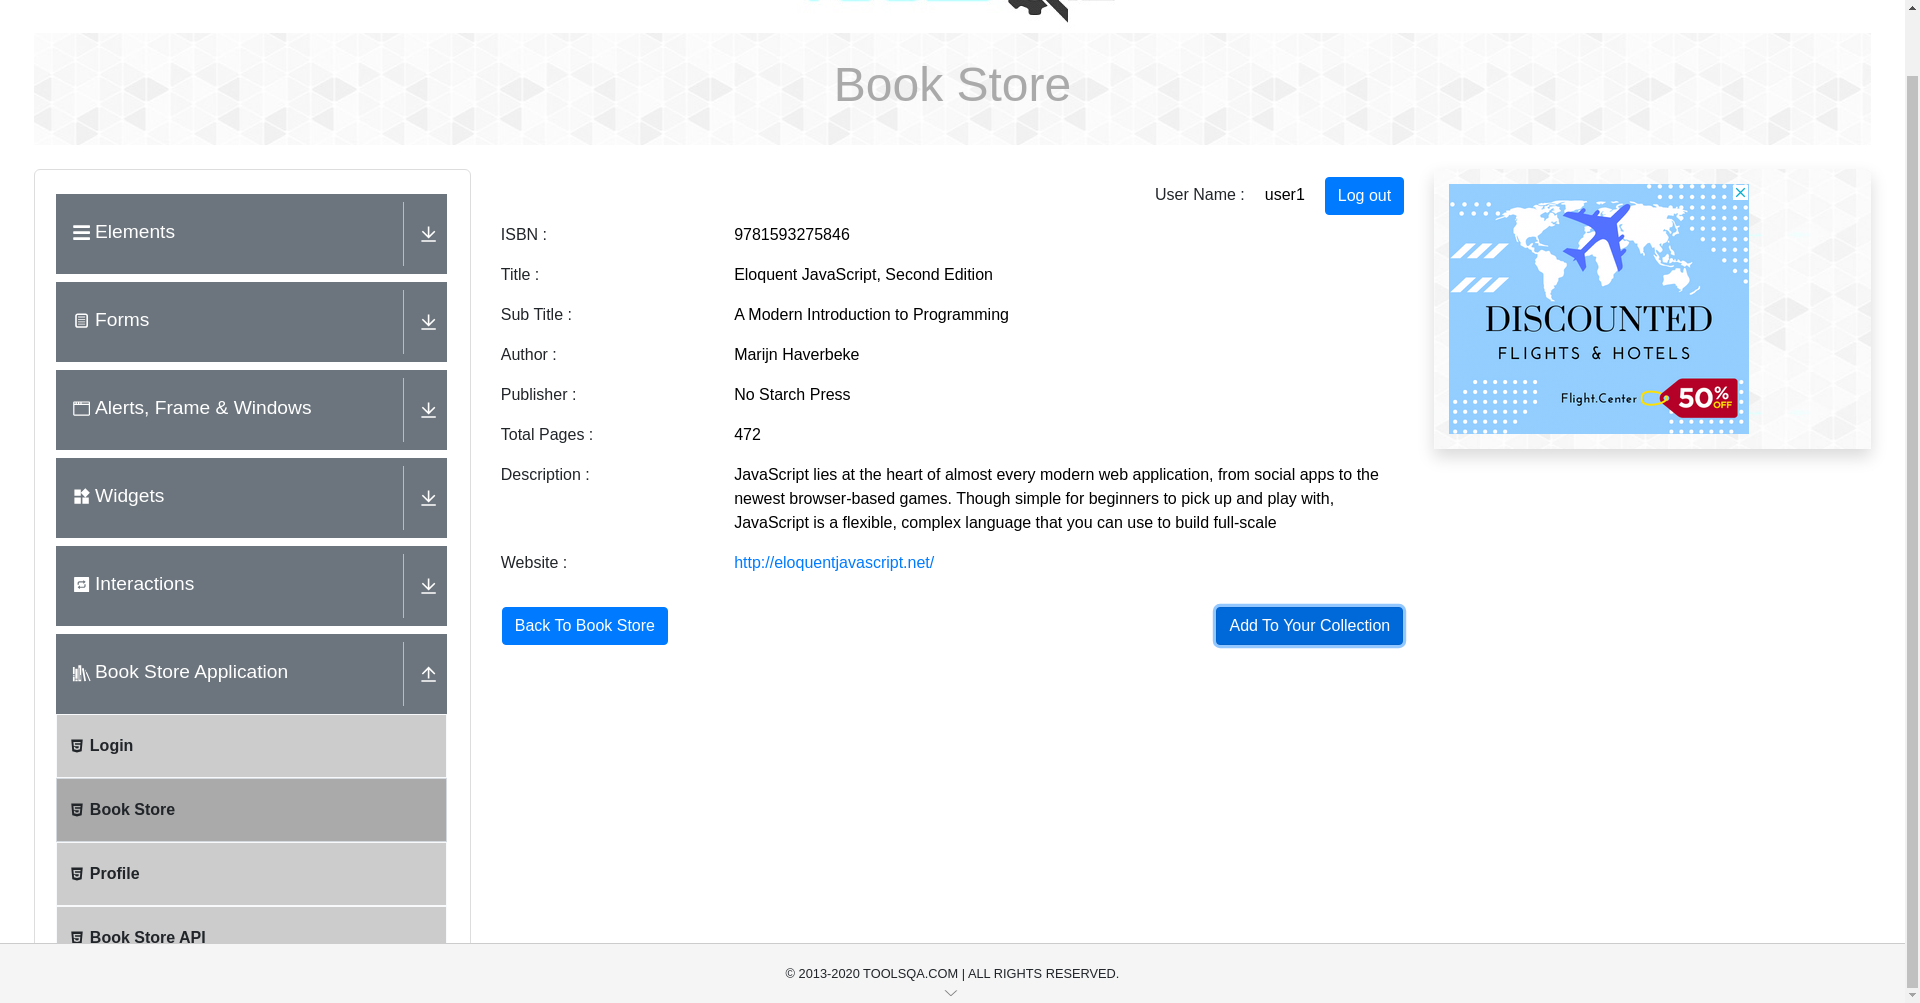 Book Store
Elements
Forms
Alerts, Frame & Windows
Widgets
Interactions
Book Store Application
Login
Book Store
Profile
Book Store API
User Name : user1 Log out
ISBN : 9781593275846
Title : Eloquent JavaScript, Second Edition
Sub Title : A Modern Introduction to Programming
Author : Marijn Haverbeke
Publisher : No Starch Press
Total Pages : 472
Description : JavaScript lies at the heart of almost every modern web application, from social apps to the
newest browser-based games. Though simple for beginners to pick up and play with,
JavaScript is a flexible, complex language that you can use to build full-scale
Website : http://eloquentjavascript.net/
Back To Book Store Add To Your Collection
DISCOUNTED
FLIGHTS & HOTELS
Flight.Center 50% OFF
© 2013-2020 TOOLSQA.COM | ALL RIGHTS RESERVED.